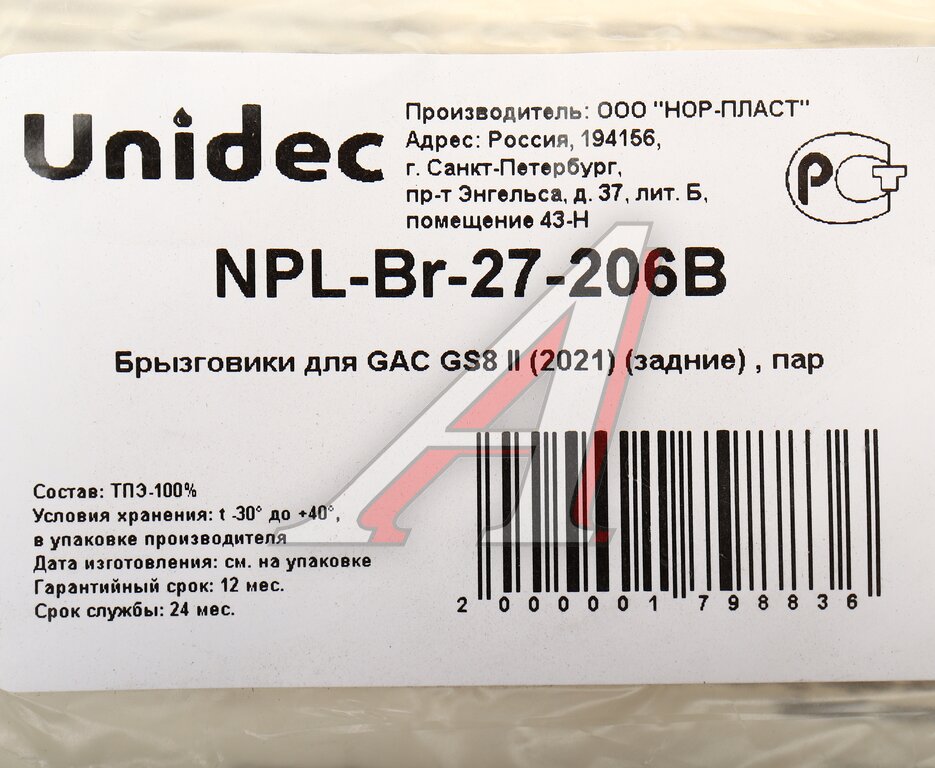 Unidec
Производитель: ООО "НОР-ПЛАСТ"
Адрес: Россия, 194156,
г. Санкт-Петербург,
пр-т Энгельса, д. 37, лит. Б,
помещение 43-Н
РСТ
NPL-Br-27-206B
Брызговики для GAC GS8 II (2021) (задние) , пар
Состав: ТПЭ-100%
Условия хранения: t -30° до +40°,
в упаковке производителя
Дата изготовления: см. на упаковке
Гарантийный срок: 12 мес.
Срок службы: 24 мес.
2 000001 798836